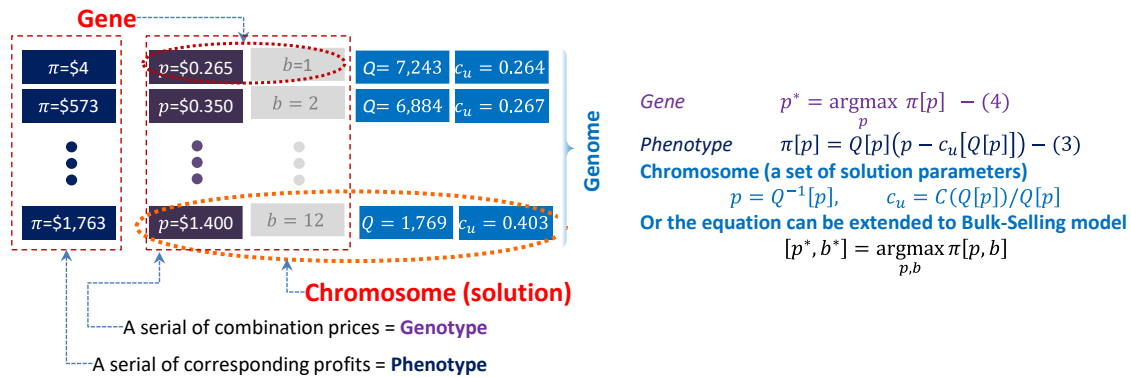 Gene
π=$4 p=$0.265 b=1 Q= 7,243 c_u = 0.264
π=$573 p=$0.350 b = 2 Q= 6,884 c_u = 0.267
π=$1,763 p=$1.400 b = 12 Q = 1,769 c_u = 0.403 ,
Genome
Chromosome (solution)
A serial of combination prices = Genotype
A serial of corresponding profits = Phenotype
Gene p* = argmax π[p] − (4)
p
Phenotype π[p] = Q[p](p − c_u[Q[p]]) − (3)
Chromosome (a set of solution parameters)
p = Q⁻¹[p], c_u = C(Q[p])/Q[p]
Or the equation can be extended to Bulk-Selling model
[p*, b*] = argmax π[p, b]
p,b